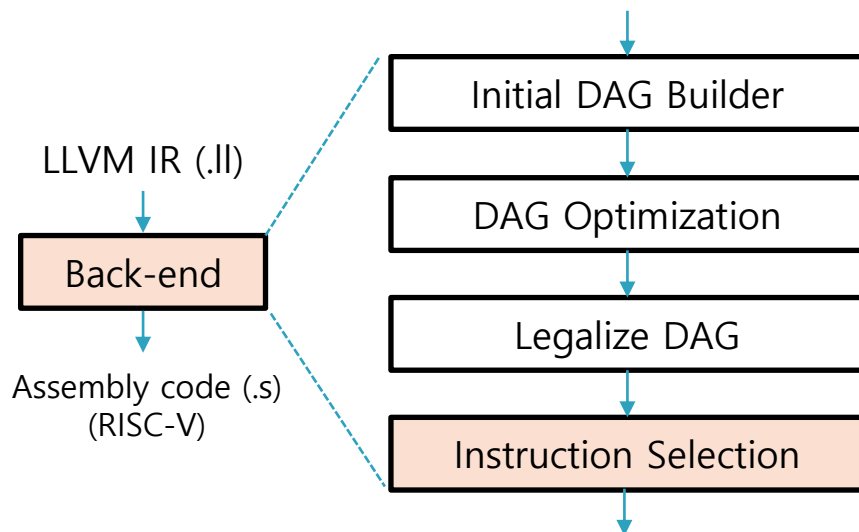 LLVM IR (.ll)
Back-end
Assembly code (.s)
(RISC-V)
Initial DAG Builder
DAG Optimization
Legalize DAG
Instruction Selection